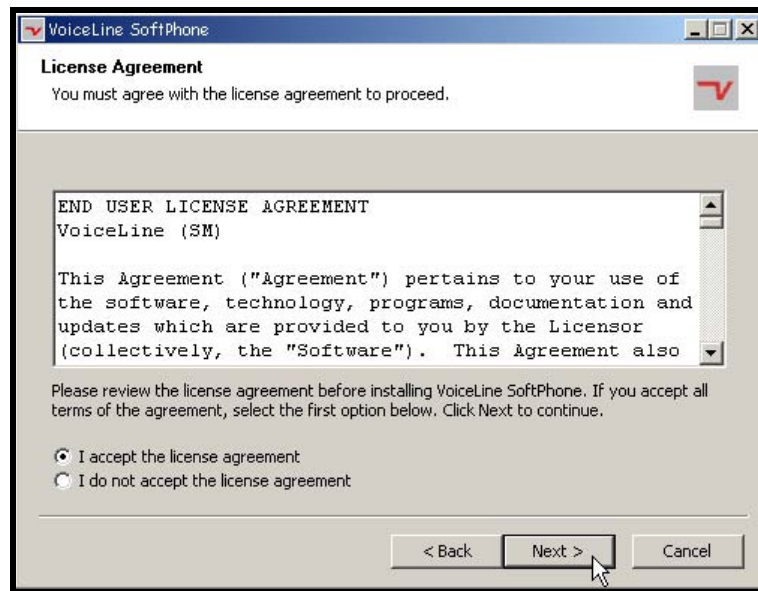 VoiceLine SoftPhone
License Agreement
You must agree with the license agreement to proceed.
END USER LICENSE AGREEMENT
VoiceLine (SM)
This Agreement ("Agreement") pertains to your use of
the software, technology, programs, documentation and
updates which are provided to you by the Licensor
(collectively, the "Software").  This Agreement also
Please review the license agreement before installing VoiceLine SoftPhone. If you accept all
terms of the agreement, select the first option below. Click Next to continue.
I accept the license agreement
I do not accept the license agreement
< Back
Next >
Cancel